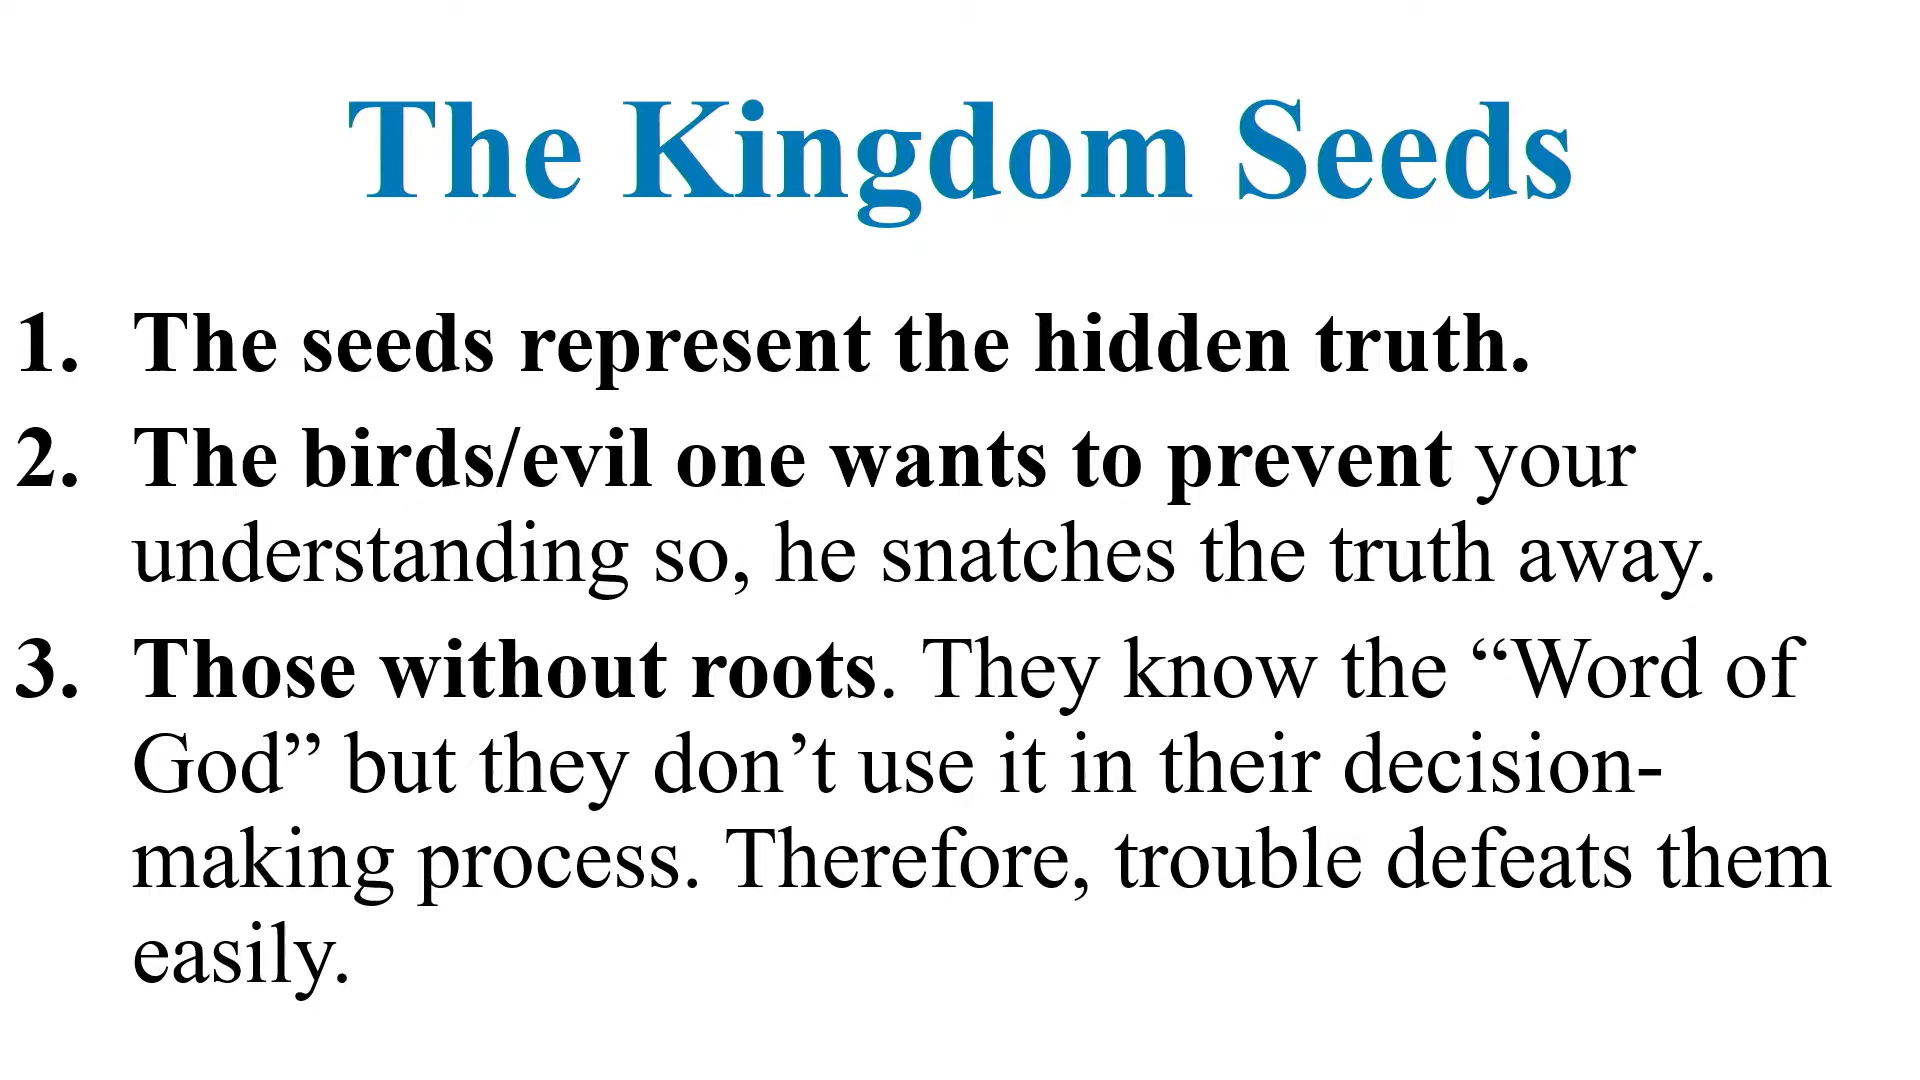 The Kingdom Seeds
1. The seeds represent the hidden truth.
2. The birds/evil one wants to prevent your
understanding so, he snatches the truth away.
3. Those without roots. They know the “Word of
God” but they don’t use it in their decision-
making process. Therefore, trouble defeats them
easily.